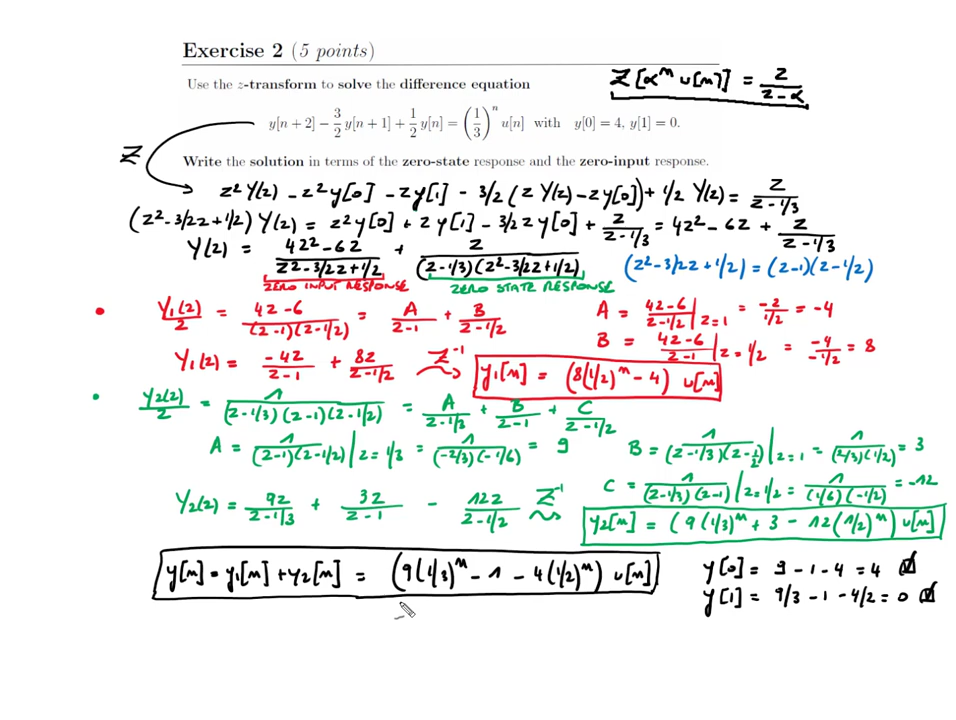 Exercise 2 (5 points)
Use the z-transform to solve the difference equation
Z[αⁿ u[n]] = z/(z-α)
y[n + 2] − 3/2 y[n + 1] + 1/2 y[n] = (1/3)ⁿ u[n] with y[0] = 4, y[1] = 0.
Z
Write the solution in terms of the zero-state response and the zero-input response.
z² Y(z) - z² y[0] - z y[1] - 3/2 (z Y(z) - z y[0]) + 1/2 Y(z) = z/(z-1/3)
(z² - 3/2z + 1/2) Y(z) = z² y[0] + z y[1] - 3/2 z y[0] + z/(z-1/3) = 4z² - 6z + z/(z-1/3)
Y(z) = (4z² - 6z)/(z² - 3/2z + 1/2) + z/((z-1/3)(z² - 3/2z + 1/2)) (z² - 3/2z + 1/2) = (z-1)(z-1/2)
ZERO INPUT RESPONSE ZERO STATE RESPONSE
• Y1(z)/z = (4z-6)/((z-1)(z-1/2)) = A/(z-1) + B/(z-1/2) A = (4z-6)/(z-1/2) | z=1 = -2/(1/2) = -4
B = (4z-6)/(z-1) | z=1/2 = -4/(-1/2) = 8
Y1(z) = -4z/(z-1) + 8z/(z-1/2) Z⁻¹ y1[n] = (8(1/2)ⁿ - 4) u[n]
• Y2(z)/z = 1/((z-1/3)(z-1)(z-1/2)) = A/(z-1/3) + B/(z-1) + C/(z-1/2)
A = 1/((z-1)(z-1/2)) | z=1/3 = 1/((-2/3)(-1/6)) = 9 B = 1/((z-1/3)(z-1/2)) | z=1 = 1/((2/3)(1/2)) = 3
C = 1/((z-1/3)(z-1)) | z=1/2 = 1/((1/6)(-1/2)) = -12
Y2(z) = 9z/(z-1/3) + 3z/(z-1) - 12z/(z-1/2) Z⁻¹ y2[n] = (9(1/3)ⁿ + 3 - 12(1/2)ⁿ) u[n]
y[n] = y1[n] + y2[n] = (9(1/3)ⁿ - 1 - 4(1/2)ⁿ) u[n] y[0] = 9 - 1 - 4 = 4 ☑
y[1] = 9/3 - 1 - 4/2 = 0 ☑